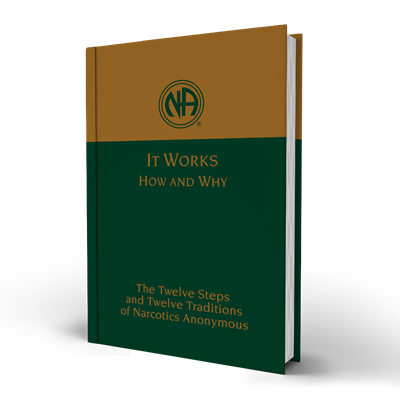 NA
®
It Works
How and Why
The Twelve Steps
and Twelve Traditions
of Narcotics Anonymous